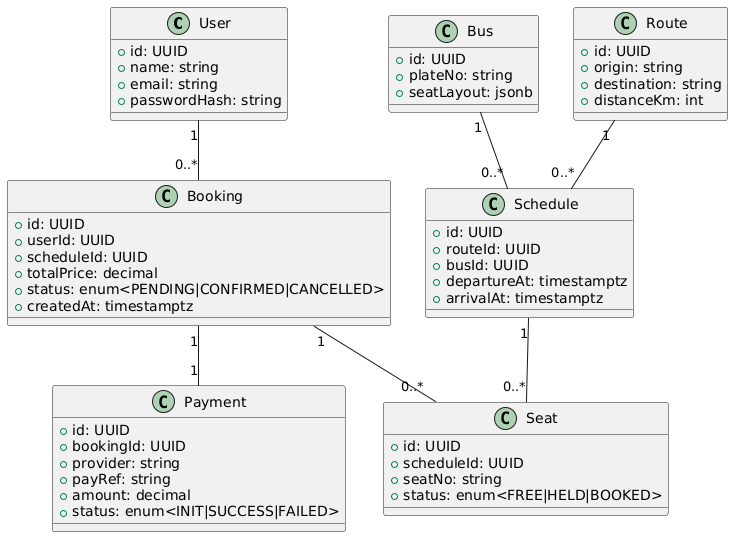 C User
id: UUID
name: string
email: string
passwordHash: string
C Bus
id: UUID
plateNo: string
seatLayout: jsonb
C Route
id: UUID
origin: string
destination: string
distanceKm: int
1
0..*
1
0..*
1
0..*
C Booking
id: UUID
userId: UUID
scheduleId: UUID
totalPrice: decimal
status: enum<PENDING|CONFIRMED|CANCELLED>
createdAt: timestamptz
C Schedule
id: UUID
routeId: UUID
busId: UUID
departureAt: timestamptz
arrivalAt: timestamptz
1
1
1
0..*
1
0..*
C Payment
id: UUID
bookingId: UUID
provider: string
payRef: string
amount: decimal
status: enum<INIT|SUCCESS|FAILED>
C Seat
id: UUID
scheduleId: UUID
seatNo: string
status: enum<FREE|HELD|BOOKED>